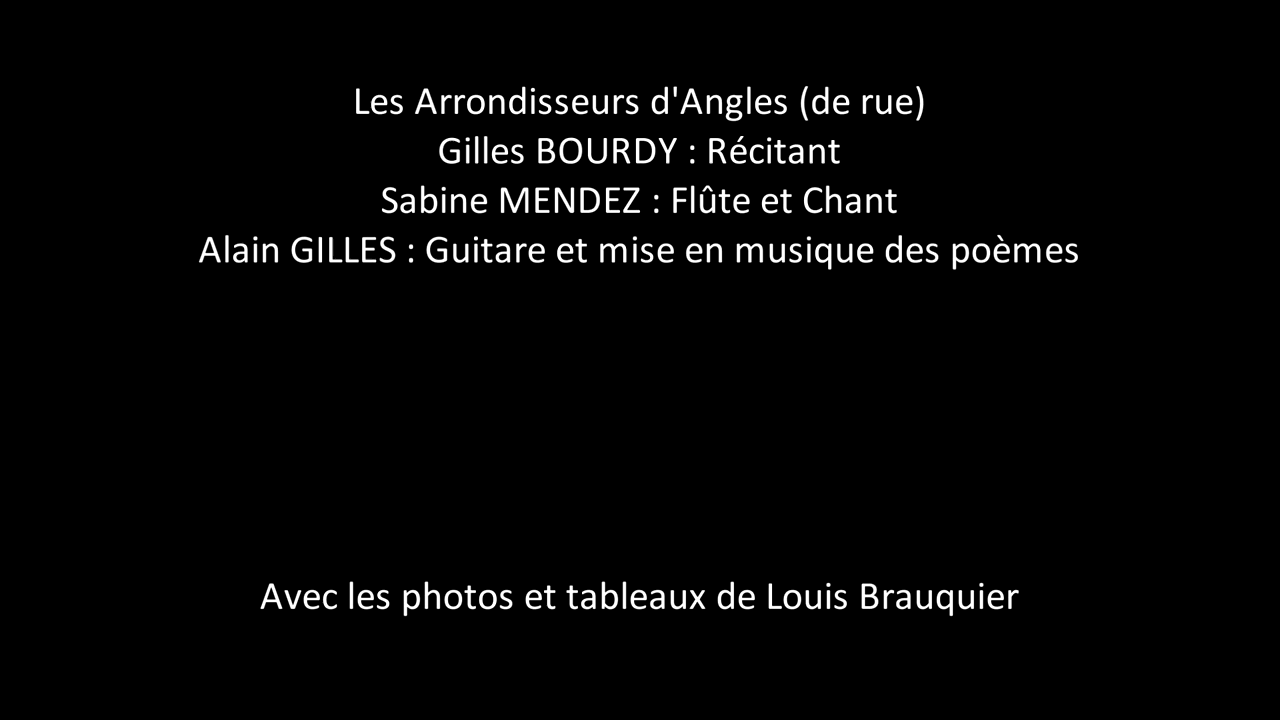 Les Arrondisseurs d'Angles (de rue)
Gilles BOURDY : Récitant
Sabine MENDEZ : Flûte et Chant
Alain GILLES : Guitare et mise en musique des poèmes
Avec les photos et tableaux de Louis Brauquier